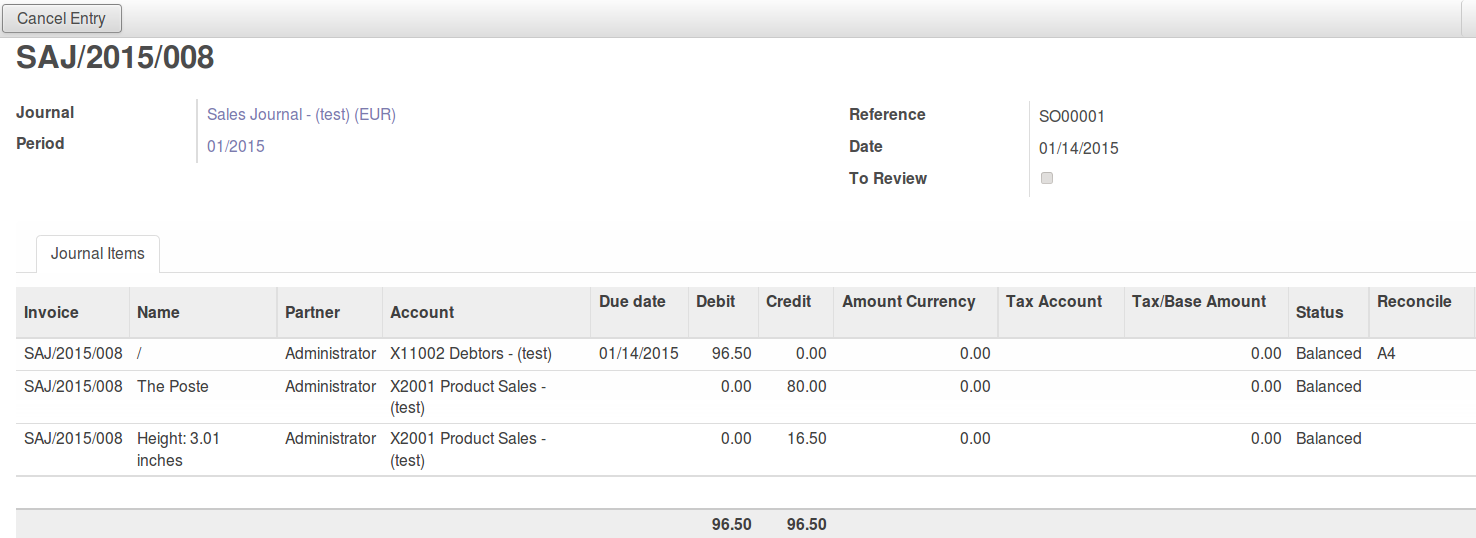 Cancel Entry
SAJ/2015/008
Journal Sales Journal - (test) (EUR) Reference SO00001
Period 01/2015 Date 01/14/2015
To Review
Journal Items
Invoice Name Partner Account Due date Debit Credit Amount Currency Tax Account Tax/Base Amount Status Reconcile
SAJ/2015/008 / Administrator X11002 Debtors - (test) 01/14/2015 96.50 0.00 0.00 0.00 Balanced A4
SAJ/2015/008 The Poste Administrator X2001 Product Sales - 0.00 80.00 0.00 0.00 Balanced
(test)
SAJ/2015/008 Height: 3.01 Administrator X2001 Product Sales - 0.00 16.50 0.00 0.00 Balanced
inches (test)
96.50 96.50